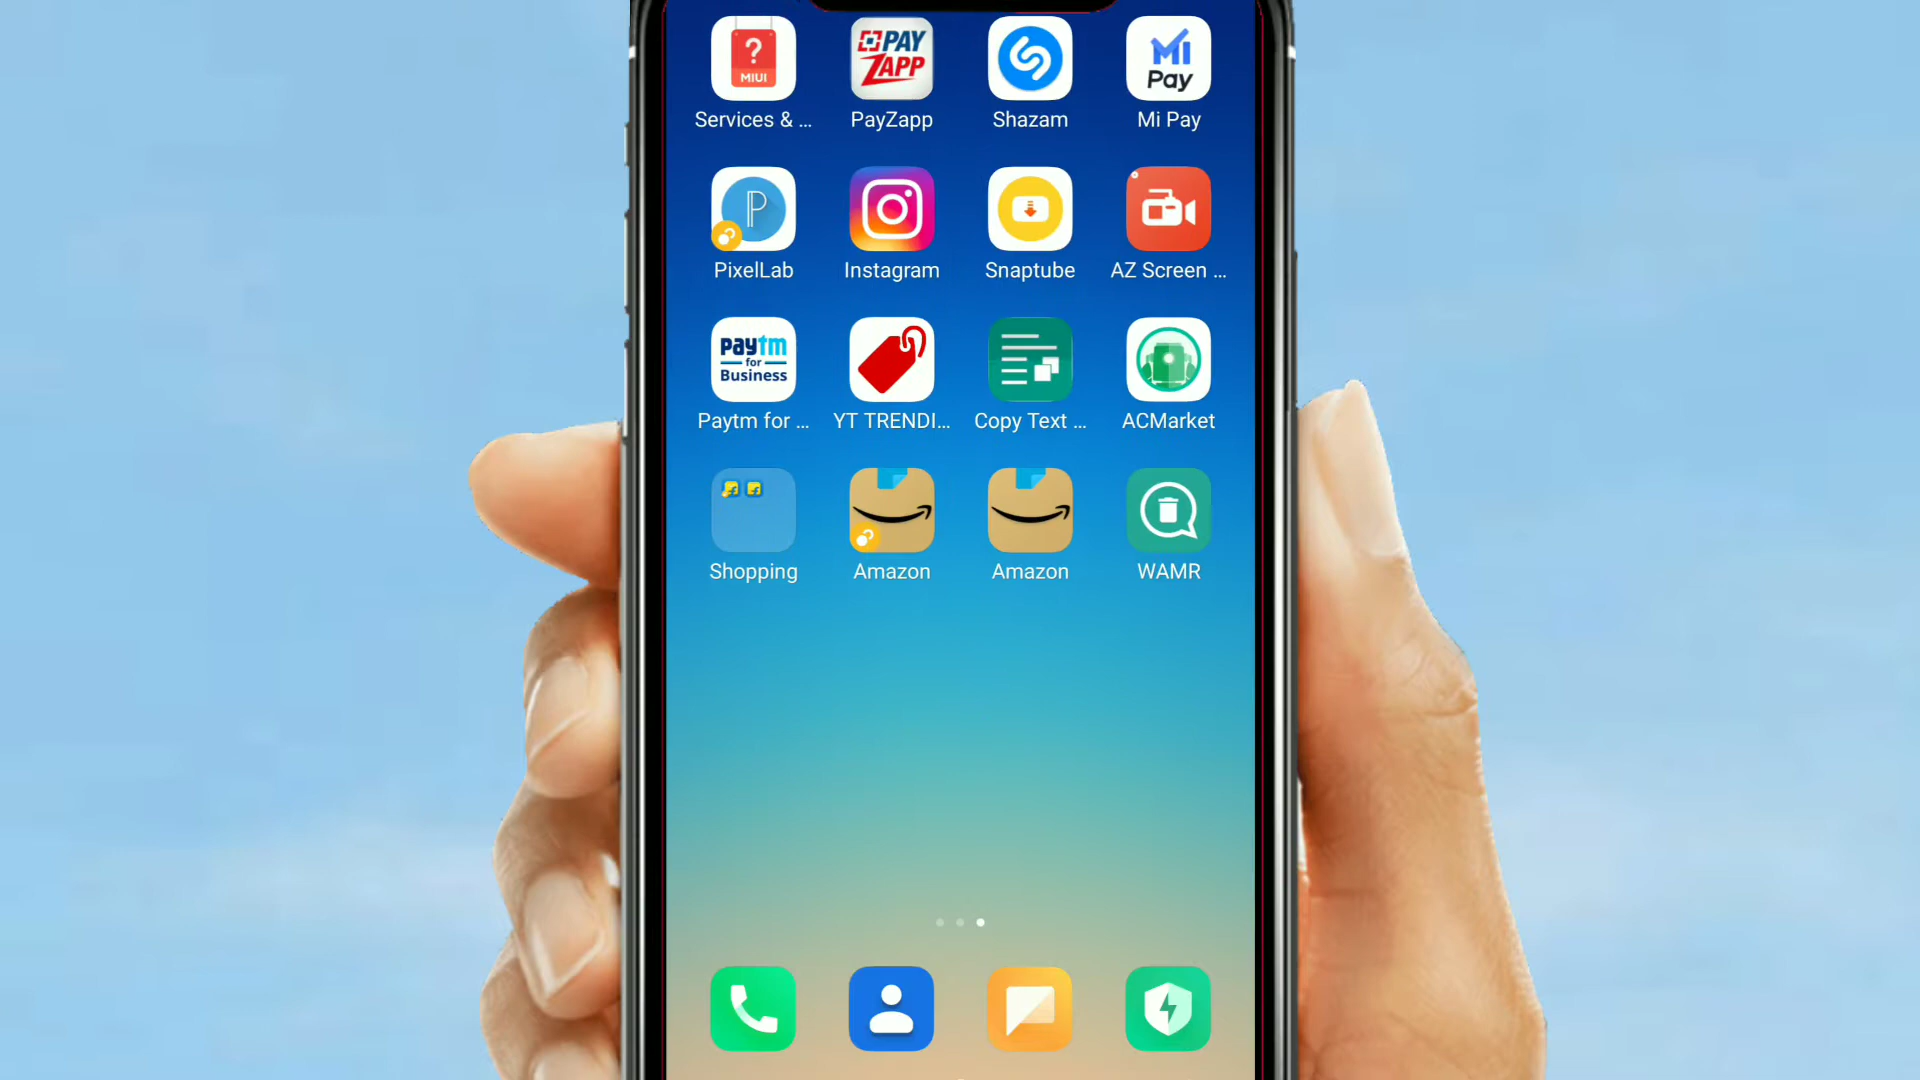 ?
MIUI
PAY
ZAPP
MI
Pay
Services & ...
PayZapp
Shazam
Mi Pay
P
PixelLab
Instagram
Snaptube
AZ Screen ...
paytm
for
Business
Paytm for ...
YT TRENDI...
Copy Text ...
ACMarket
Shopping
Amazon
Amazon
WAMR